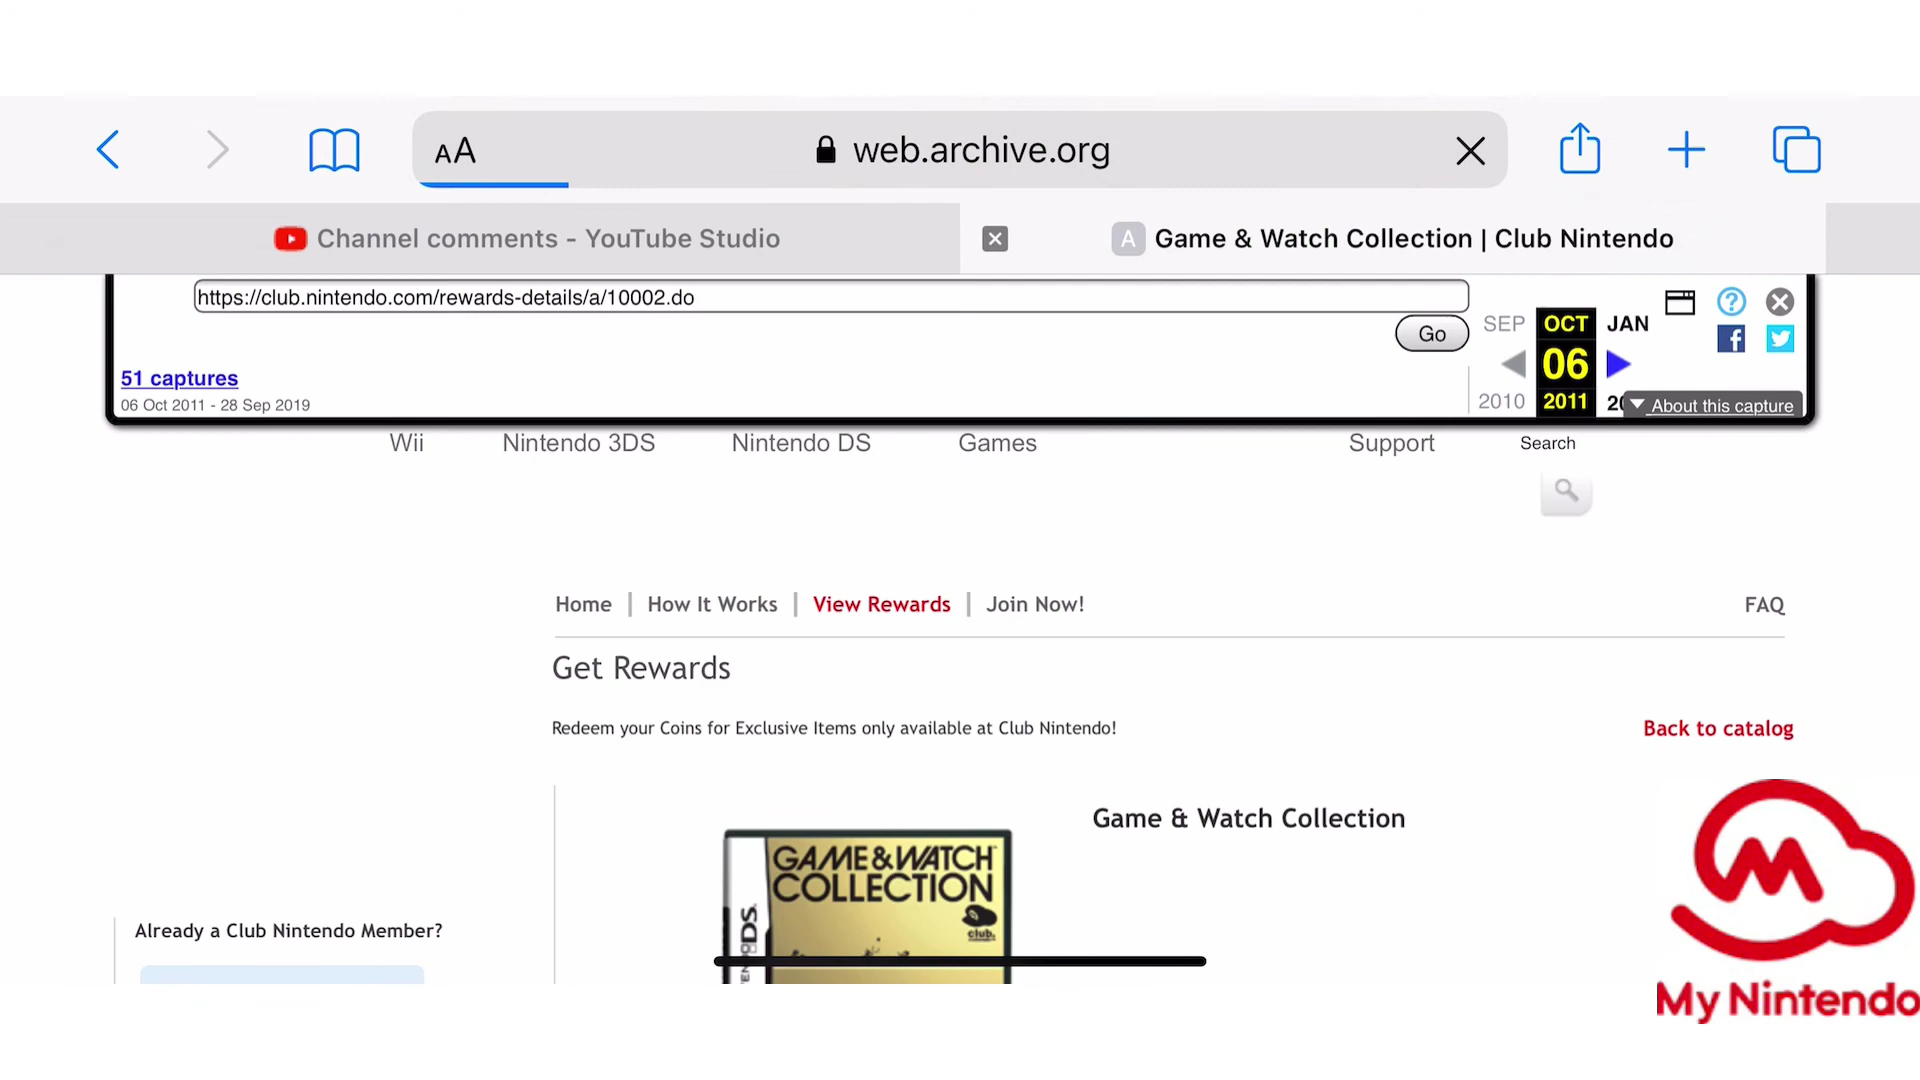 AA
web.archive.org
Channel comments - YouTube Studio
A Game & Watch Collection | Club Nintendo
https://club.nintendo.com/rewards-details/a/10002.do
Go
SEP OCT JAN
06
2010 2011
51 captures
06 Oct 2011 - 28 Sep 2019
About this capture
Wii Nintendo 3DS Nintendo DS Games Support Search
Home | How It Works | View Rewards | Join Now! FAQ
Get Rewards
Redeem your Coins for Exclusive Items only available at Club Nintendo!
Back to catalog
Game & Watch Collection
GAME & WATCH
COLLECTION
club.
Already a Club Nintendo Member?
My Nintendo